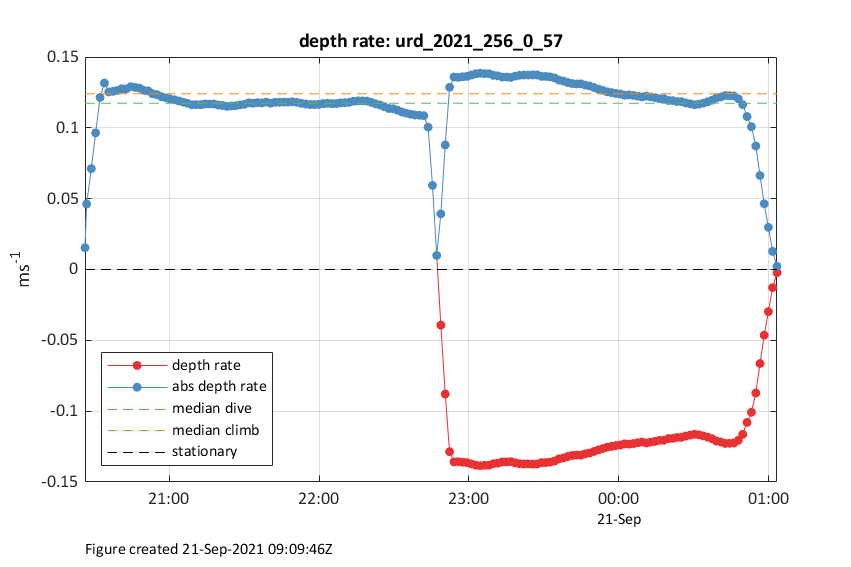 depth rate: urd_2021_256_0_57
0.15
0.1
0.05
0
-0.05
-0.1
-0.15
ms-1
depth rate
abs depth rate
median dive
median climb
stationary
21:00
22:00
23:00
00:00
01:00
21-Sep
Figure created 21-Sep-2021 09:09:46Z